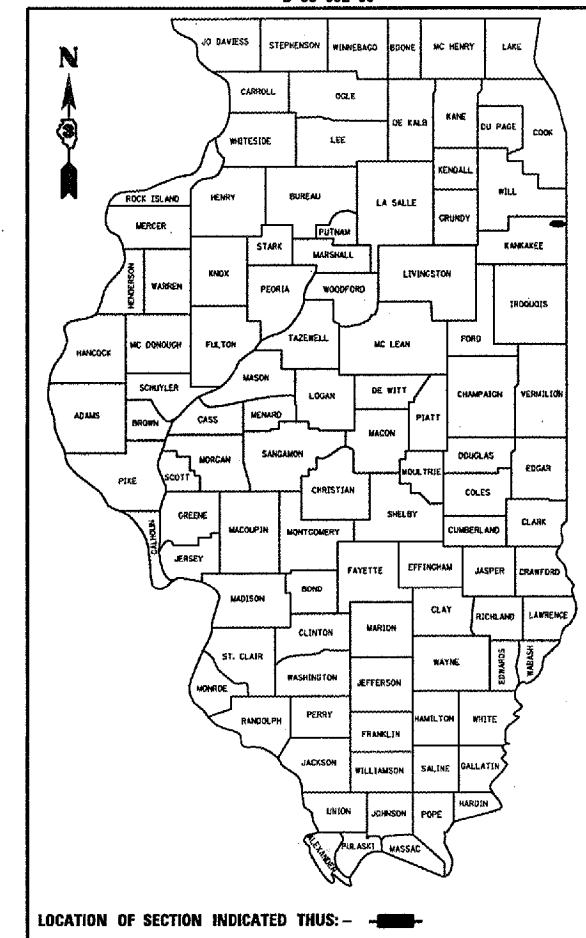 JO DAVIESS STEPHENSON WINNEBAGO BOONE MC HENRY LAKE
N
CARROLL OGLE
DE KALB KANE DU PAGE COOK
WHITESIDE LEE
KENDALL
WILL
ROCK ISLAND HENRY BUREAU LA SALLE
GRUNDY
MERCER PUTNAM
KANKAKEE
STARK MARSHALL
HENDERSON WARREN KNOX LIVINGSTON
PEORIA WOODFORD
IROQUOIS
HANCOCK MC DONOUGH FULTON TAZEWELL MC LEAN FORD
MASON
SCHUYLER DE WITT
ADAMS LOGAN CHAMPAIGN VERMILION
BROWN CASS MENARD PIATT
MACON
SANGAMON DOUGLAS
MORGAN MOULTRIE EDGAR
PIKE SCOTT CHRISTIAN COLES
SHELBY
GREENE CLARK
CALHOUN MACOUPIN MONTGOMERY CUMBERLAND
JERSEY
FAYETTE EFFINGHAM JASPER CRAWFORD
BOND
MADISON
CLAY RICHLAND LAWRENCE
CLINTON MARION
ST. CLAIR WAYNE EDWARDS WABASH
WASHINGTON JEFFERSON
MONROE
RANDOLPH PERRY HAMILTON WHITE
FRANKLIN
JACKSON
WILLIAMSON SALINE GALLATIN
UNION JOHNSON POPE HARDIN
ALEXANDER PULASKI MASSAC
LOCATION OF SECTION INDICATED THUS: -